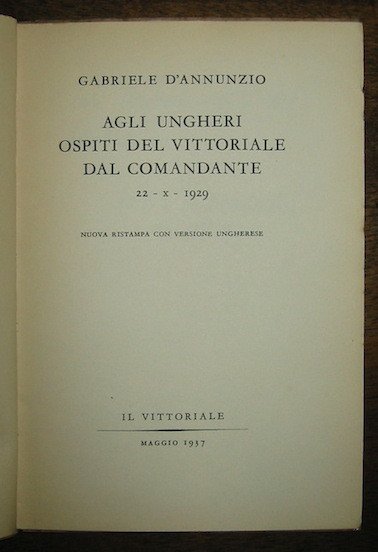 GABRIELE D'ANNUNZIO
AGLI UNGHERI
OSPITI DEL VITTORIALE
DAL COMANDANTE
22 - X - 1929
NUOVA RISTAMPA CON VERSIONE UNGHERESE
IL VITTORIALE
MAGGIO 1937